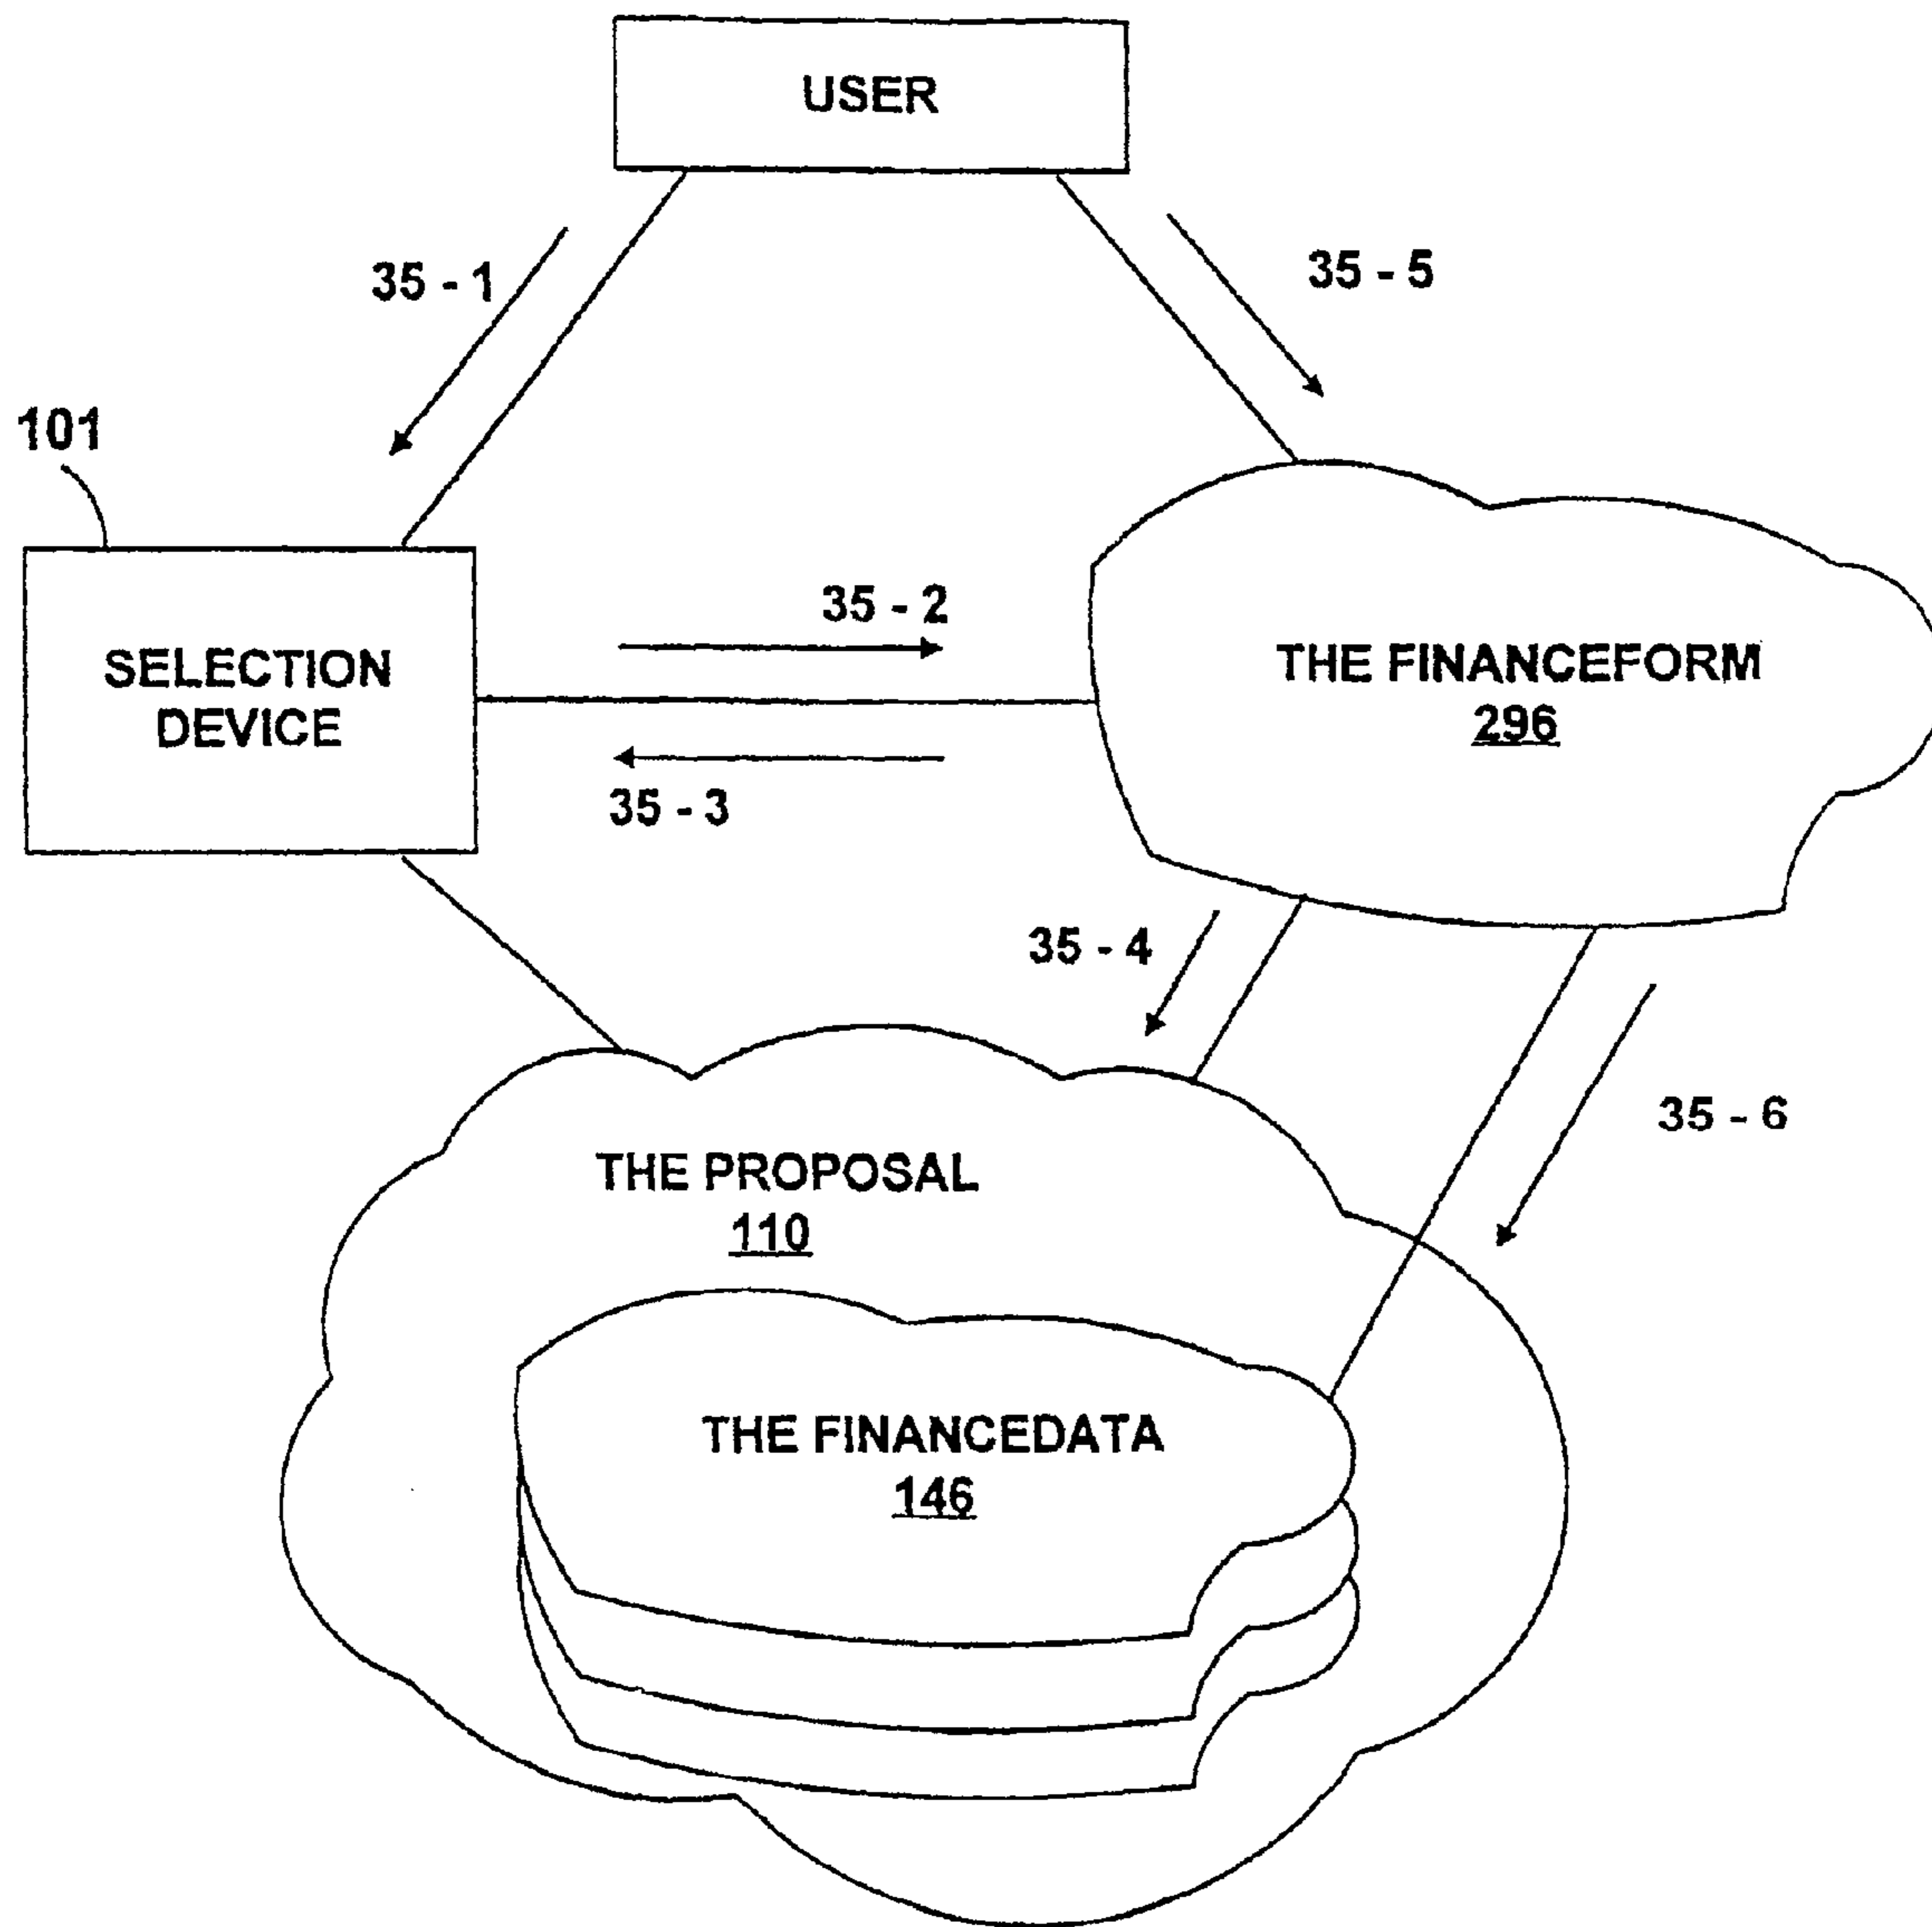 USER
35 - 1
35 - 5
101
35 - 2
SELECTION
DEVICE
THE FINANCEFORM
296
35 - 3
35 - 4
35 - 6
THE PROPOSAL
110
THE FINANCEDATA
146